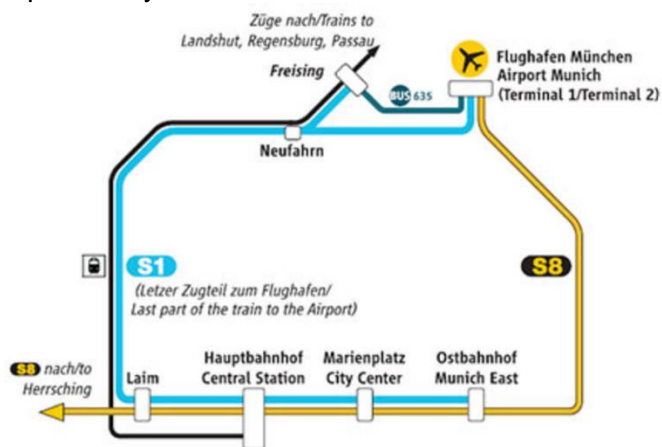 Züge nach/Trains to
Landshut, Regensburg, Passau
Freising
BUS 635
Flughafen München
Airport Munich
(Terminal 1/Terminal 2)
Neufahrn
S1
(Letzer Zugteil zum Flughafen/
Last part of the train to the Airport)
S8
S8 nach/to
Herrsching
Laim
Hauptbahnhof
Central Station
Marienplatz
City Center
Ostbahnhof
Munich East